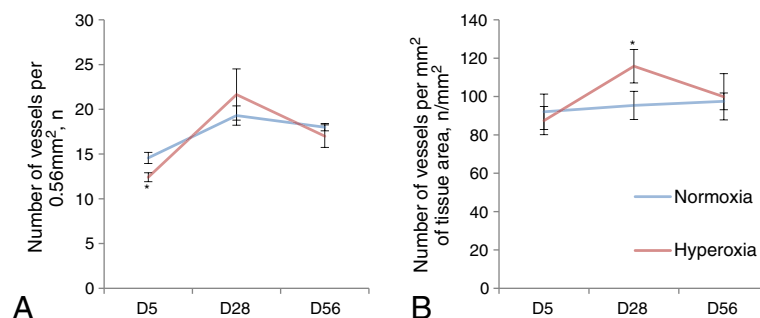 Number of vessels per
0.56mm², n
30
25
20
15
10
5
0
*
D5
D28
D56
A
Number of vessels per mm²
of tissue area, n/mm²
140
120
100
80
60
40
20
0
*
D5
D28
D56
Normoxia
Hyperoxia
B